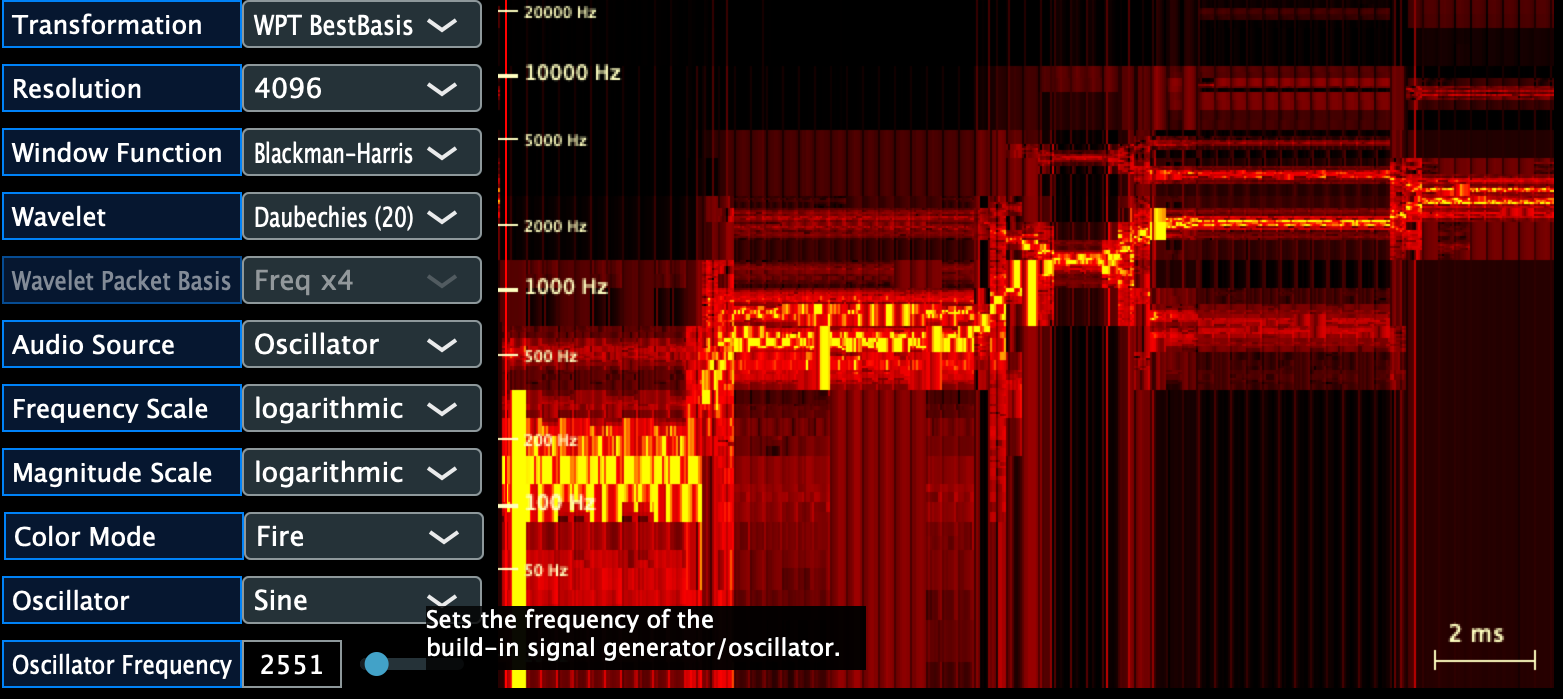 Transformation WPT BestBasis
Resolution 4096
Window Function Blackman-Harris
Wavelet Daubechies (20)
Wavelet Packet Basis Freq x4
Audio Source Oscillator
Frequency Scale logarithmic
Magnitude Scale logarithmic
Color Mode Fire
Oscillator Sine
Oscillator Frequency 2551
Sets the frequency of the
build-in signal generator/oscillator.
20000 Hz
10000 Hz
5000 Hz
2000 Hz
1000 Hz
500 Hz
200 Hz
100 Hz
50 Hz
2 ms